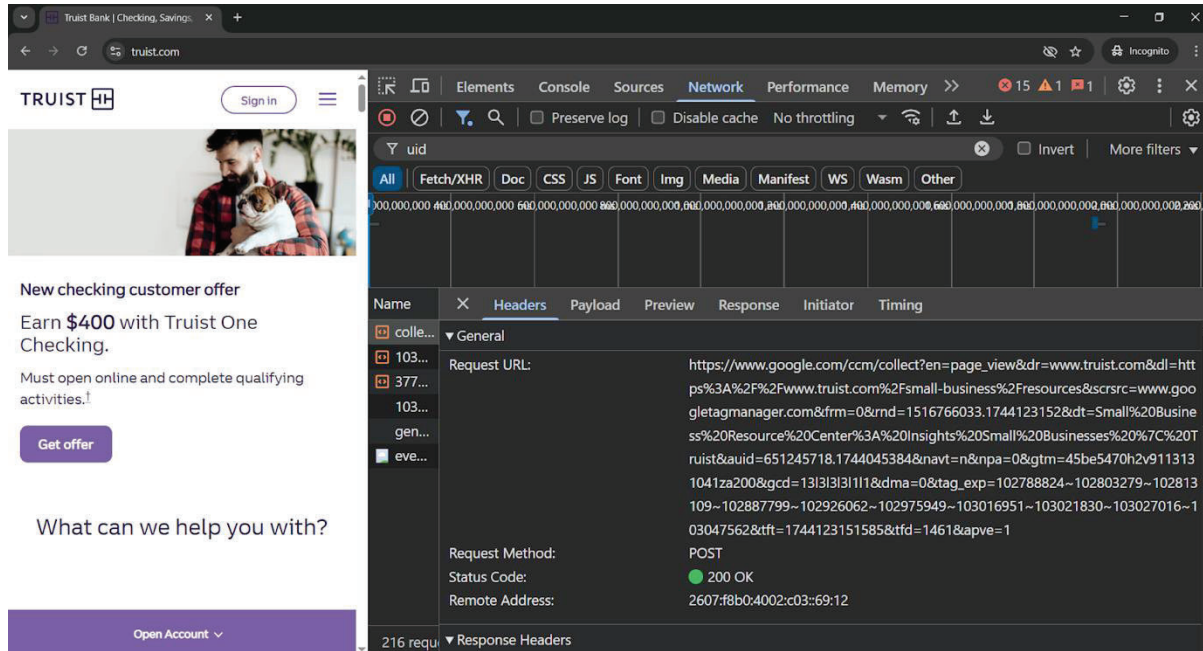 Truist Bank | Checking, Savings,
truist.com
Incognito
TRUIST
Sign in
New checking customer offer
Earn $400 with Truist One
Checking.
Must open online and complete qualifying
activities.†
Get offer
What can we help you with?
Open Account
Elements Console Sources Network Performance Memory
15 1 1
Preserve log Disable cache No throttling
uid
Invert More filters
All Fetch/XHR Doc CSS JS Font Img Media Manifest WS Wasm Other
Name
colle...
103...
377...
103...
gen...
eve...
216 requ
Headers Payload Preview Response Initiator Timing
General
Request URL:
https://www.google.com/ccm/collect?en=page_view&dr=www.truist.com&dl=htt
ps%3A%2F%2Fwww.truist.com%2Fsmall-business%2Fresources&scrsrc=www.goo
gletagmanager.com&frm=0&rnd=1516766033.1744123152&dt=Small%20Busine
ss%20Resource%20Center%3A%20Insights%20Small%20Businesses%20%7C%20T
ruist&auid=651245718.1744045384&navt=n&npa=0&gtm=45be5470h2v911313
1041za200&gcd=13l3l3l3l1l1&dma=0&tag_exp=102788824~102803279~102813
109~102887799~102926062~102975949~103016951~103021830~103027016~1
03047562&tft=1744123151585&tfd=1461&apve=1
Request Method:
POST
Status Code:
200 OK
Remote Address:
2607:f8b0:4002:c03::69:12
Response Headers